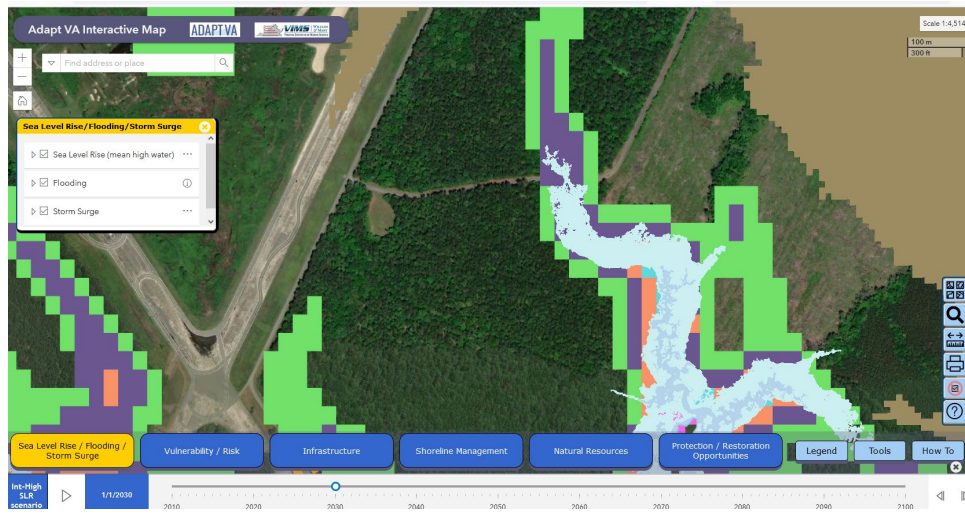 Adapt VA Interactive Map
ADAPTVA
VIMS
WILLIAM & MARY
Scale 1:4,514
100 m
300 ft
Find address or place
Sea Level Rise/Flooding/Storm Surge
Sea Level Rise (mean high water)
Flooding
Storm Surge
Sea Level Rise / Flooding /
Storm Surge
Vulnerability / Risk
Infrastructure
Shoreline Management
Natural Resources
Protection / Restoration
Opportunities
Legend
Tools
How To
Int-High
SLR
scenario
1/1/2030
2010 2020 2030 2040 2050 2060 2070 2080 2090 2100